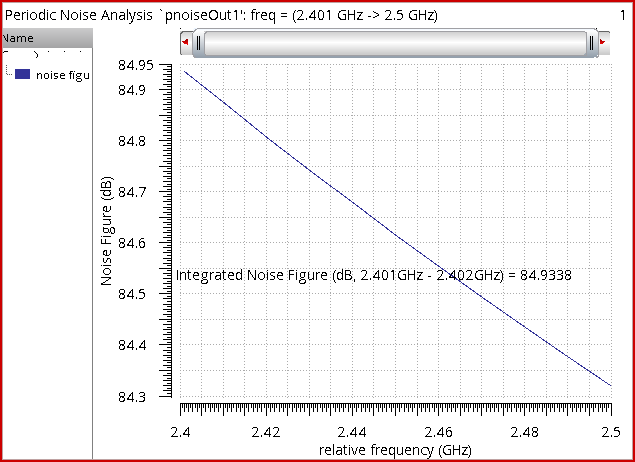 Periodic Noise Analysis `pnoiseOut1': freq = (2.401 GHz -> 2.5 GHz)
1
Name
noise figu
84.95
84.9
84.8
84.7
84.6
84.5
84.4
84.3
Noise Figure (dB)
Integrated Noise Figure (dB, 2.401GHz - 2.402GHz) = 84.9338
2.4 2.42 2.44 2.46 2.48 2.5
relative frequency (GHz)